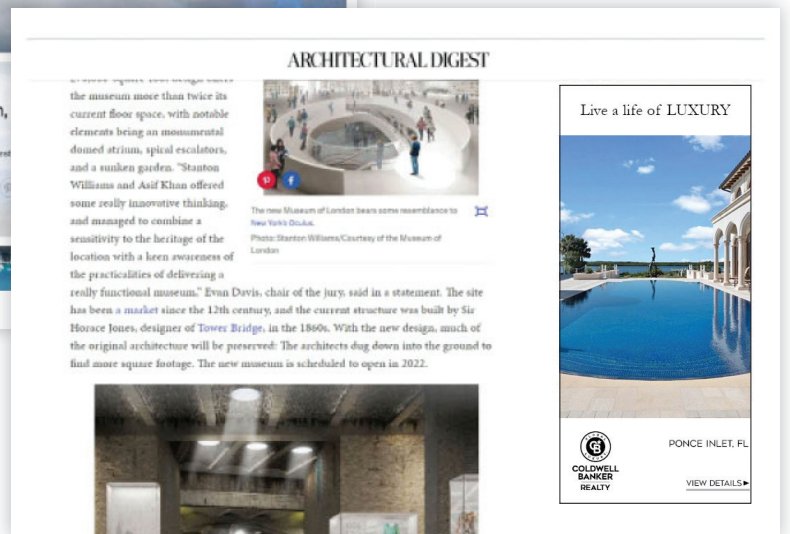 ARCHITECTURAL DIGEST
the museum more than twice its
current floor space, with notable
elements being an monumental
domed atrium, spiral escalators,
and a sunken garden. "Stanton
Williams and Asif Khan offered
some really innovative thinking,
and managed to combine a
sensitivity to the heritage of the
location with a keen awareness of
the practicalities of delivering a
really functional museum," Evan Davis, chair of the jury, said in a statement. The site
has been a market since the 12th century, and the current structure was built by Sir
Horace Jones, designer of Tower Bridge, in the 1860s. With the new design, much of
the original architecture will be preserved: The architects dug down into the ground to
find more square footage. The new museum is scheduled to open in 2022.
The new Museum of London bears some resemblance to
New York's Oculus.
Photo: Stanton Williams/Courtesy of the Museum of
London
Live a life of LUXURY
GLOBAL LUXURY
CB
COLDWELL
BANKER
REALTY
PONCE INLET, FL
VIEW DETAILS▶